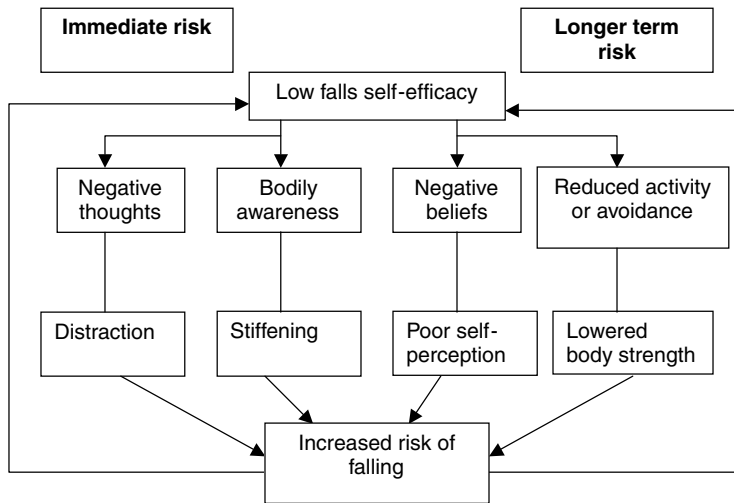 Immediate risk
Longer term
risk
Low falls self-efficacy
Negative
thoughts
Bodily
awareness
Negative
beliefs
Reduced activity
or avoidance
Distraction
Stiffening
Poor self-
perception
Lowered
body strength
Increased risk of
falling